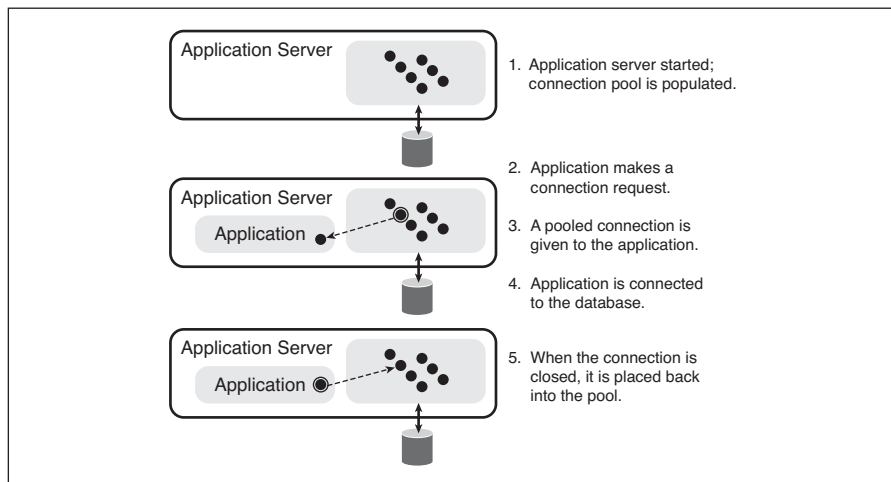 Application Server
1. Application server started;
connection pool is populated.
2. Application makes a
connection request.
Application Server
Application
3. A pooled connection is
given to the application.
4. Application is connected
to the database.
Application Server
Application
5. When the connection is
closed, it is placed back
into the pool.